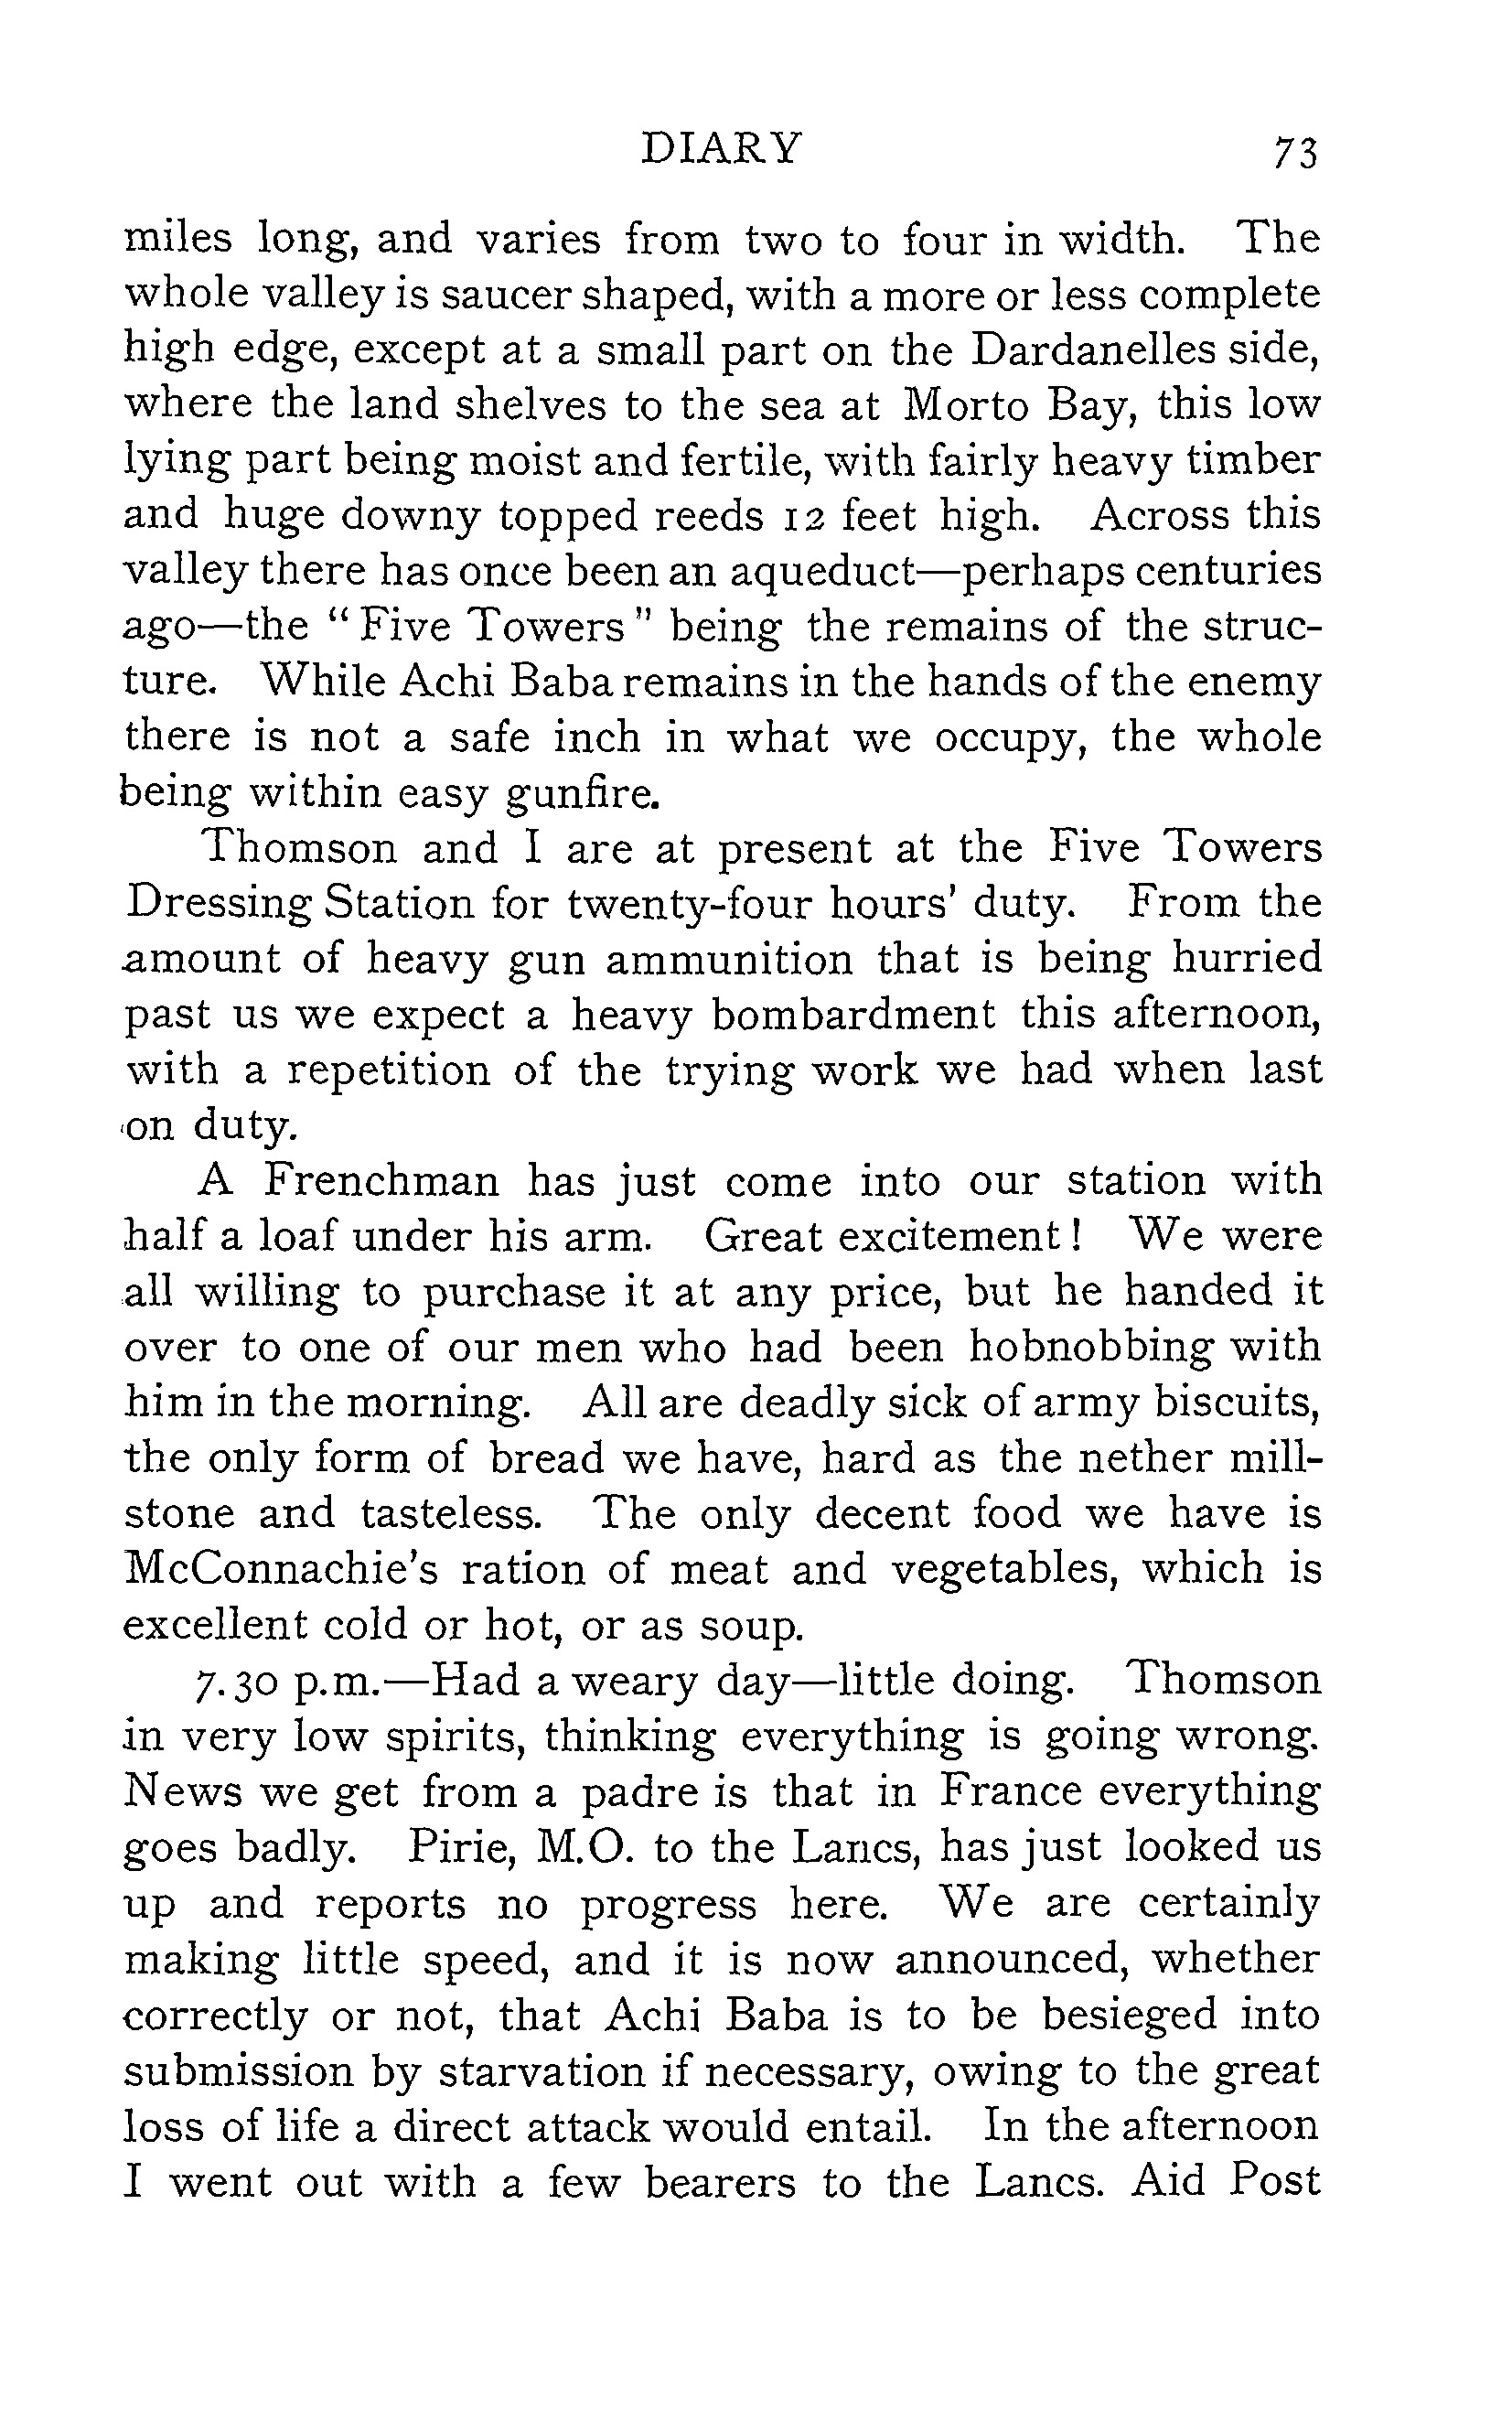 DIARY 73
miles long, and varies from two to four in width. The
whole valley is saucer shaped, with a more or less complete
high edge, except at a small part on the Dardanelles side,
where the land shelves to the sea at Morto Bay, this low
lying part being moist and fertile, with fairly heavy timber
and huge downy topped reeds 12 feet high. Across this
valley there has once been an aqueduct—perhaps centuries
ago—the “Five Towers” being the remains of the struc-
ture. While Achi Baba remains in the hands of the enemy
there is not a safe inch in what we occupy, the whole
being within easy gunfire.
Thomson and I are at present at the Five Towers
Dressing Station for twenty-four hours’ duty. From the
amount of heavy gun ammunition that is being hurried
past us we expect a heavy bombardment this afternoon,
with a repetition of the trying work we had when last
on duty.
A Frenchman has just come into our station with
half a loaf under his arm. Great excitement! We were
all willing to purchase it at any price, but he handed it
over to one of our men who had been hobnobbing with
him in the morning. All are deadly sick of army biscuits,
the only form of bread we have, hard as the nether mill-
stone and tasteless. The only decent food we have is
McConnachie’s ration of meat and vegetables, which is
excellent cold or hot, or as soup.
7.30 p.m.—Had a weary day—little doing. Thomson
in very low spirits, thinking everything is going wrong.
News we get from a padre is that in France everything
goes badly. Pirie, M.O. to the Lancs, has just looked us
up and reports no progress here. We are certainly
making little speed, and it is now announced, whether
correctly or not, that Achi Baba is to be besieged into
submission by starvation if necessary, owing to the great
loss of life a direct attack would entail. In the afternoon
I went out with a few bearers to the Lancs. Aid Post